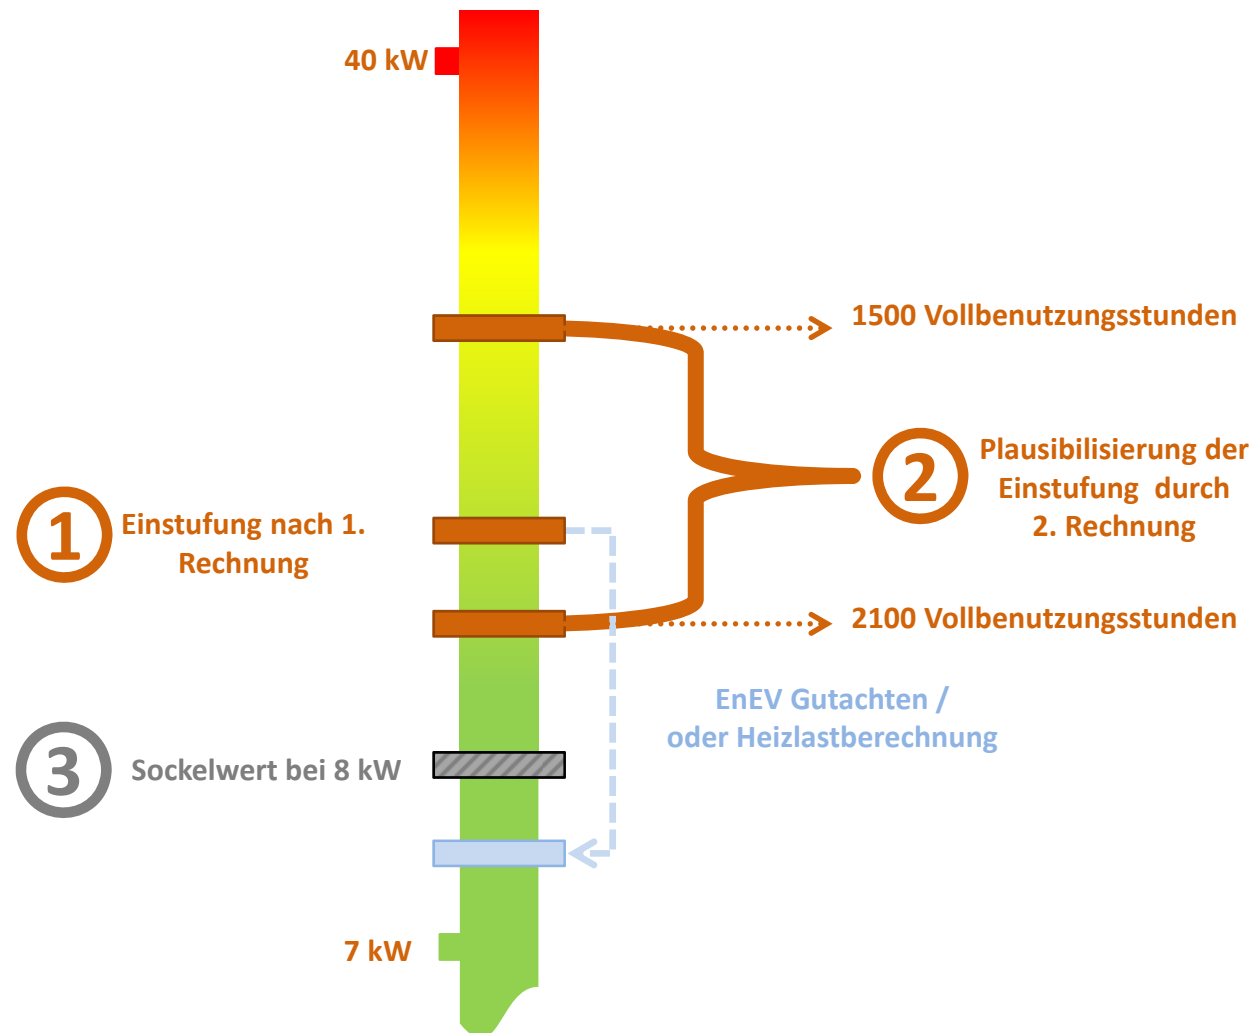 40 kW
1500 Vollbenutzungsstunden
2
Plausibilisierung der
Einstufung durch
2. Rechnung
1
Einstufung nach 1.
Rechnung
2100 Vollbenutzungsstunden
EnEV Gutachten /
oder Heizlastberechnung
3
Sockelwert bei 8 kW
7 kW